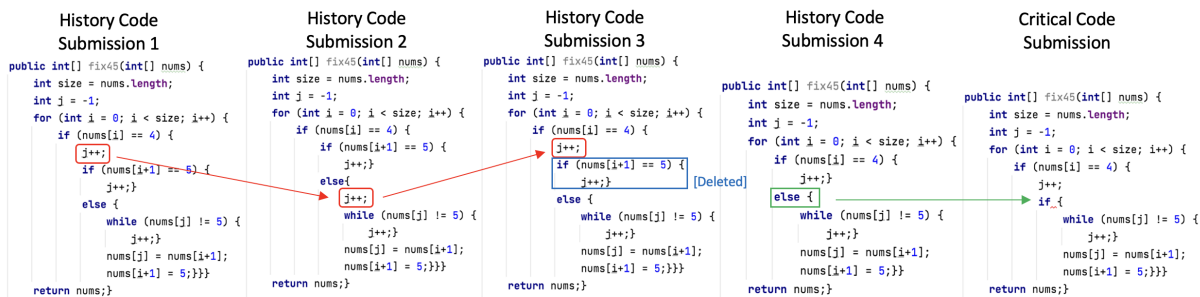 History Code
Submission 1
public int[] fix45(int[] nums) {
int size = nums.length;
int j = -1;
for (int i = 0; i < size; i++) {
if (nums[i] == 4) {
j++;
if (nums[i+1] == 5) {
j++;}
else {
while (nums[j] != 5) {
j++;}
nums[j] = nums[i+1];
nums[i+1] = 5;}}}
return nums;}
History Code
Submission 2
public int[] fix45(int[] nums) {
int size = nums.length;
int j = -1;
for (int i = 0; i < size; i++) {
if (nums[i] == 4) {
if (nums[i+1] == 5) {
j++;}
else{
j++;
while (nums[j] != 5) {
j++;}
nums[j] = nums[i+1];
nums[i+1] = 5;}}}
return nums;}
History Code
Submission 3
public int[] fix45(int[] nums) {
int size = nums.length;
int j = -1;
for (int i = 0; i < size; i++) {
if (nums[i] == 4) {
j++;
if (nums[i+1] == 5) {
j++;}
[Deleted]
else {
while (nums[j] != 5) {
j++;}
nums[j] = nums[i+1];
nums[i+1] = 5;}}}
return nums;}
History Code
Submission 4
public int[] fix45(int[] nums) {
int size = nums.length;
int j = -1;
for (int i = 0; i < size; i++) {
if (nums[i] == 4) {
j++;}
else {
while (nums[j] != 5) {
j++;}
nums[j] = nums[i+1];
nums[i+1] = 5;}}}
return nums;}
Critical Code
Submission
public int[] fix45(int[] nums) {
int size = nums.length;
int j = -1;
for (int i = 0; i < size; i++) {
if (nums[i] == 4) {
j++;
if {
while (nums[j] != 5) {
j++;}
nums[j] = nums[i+1];
nums[i+1] = 5;}}}
return nums;}